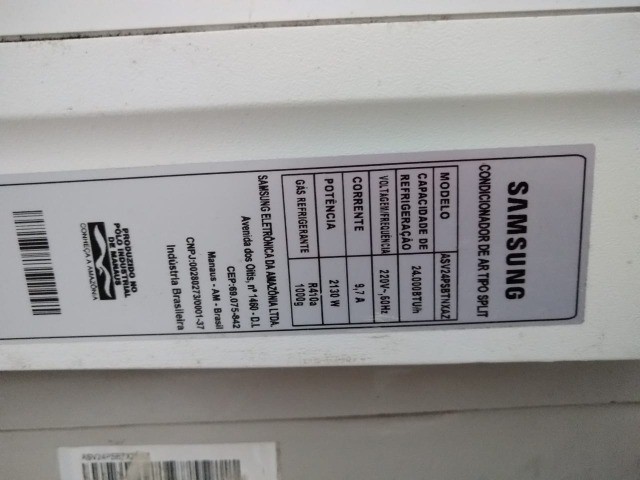 SAMSUNG
CONDICIONADOR DE AR TIPO SPLIT
MODELO ASV24PSBTNXAZ
CAPACIDADE DE REFRIGERAÇÃO 24.000BTU/h
VOLTAGEM/FREQUÊNCIA 220V~,60Hz
CORRENTE 9,7 A
POTÊNCIA 2130 W
GÁS REFRIGERANTE R410a 1000g
SAMSUNG ELETRÔNICA DA AMAZÔNIA LTDA.
Avenida dos Oitis, nº 1460 - D.I.
CEP:69.075-842
Manaus - AM - Brasil
CNPJ:00280273/0001-37
Indústria Brasileira
PRODUZIDO NO
PÓLO INDUSTRIAL
DE MANAUS
CONHEÇA A AMAZÔNIA